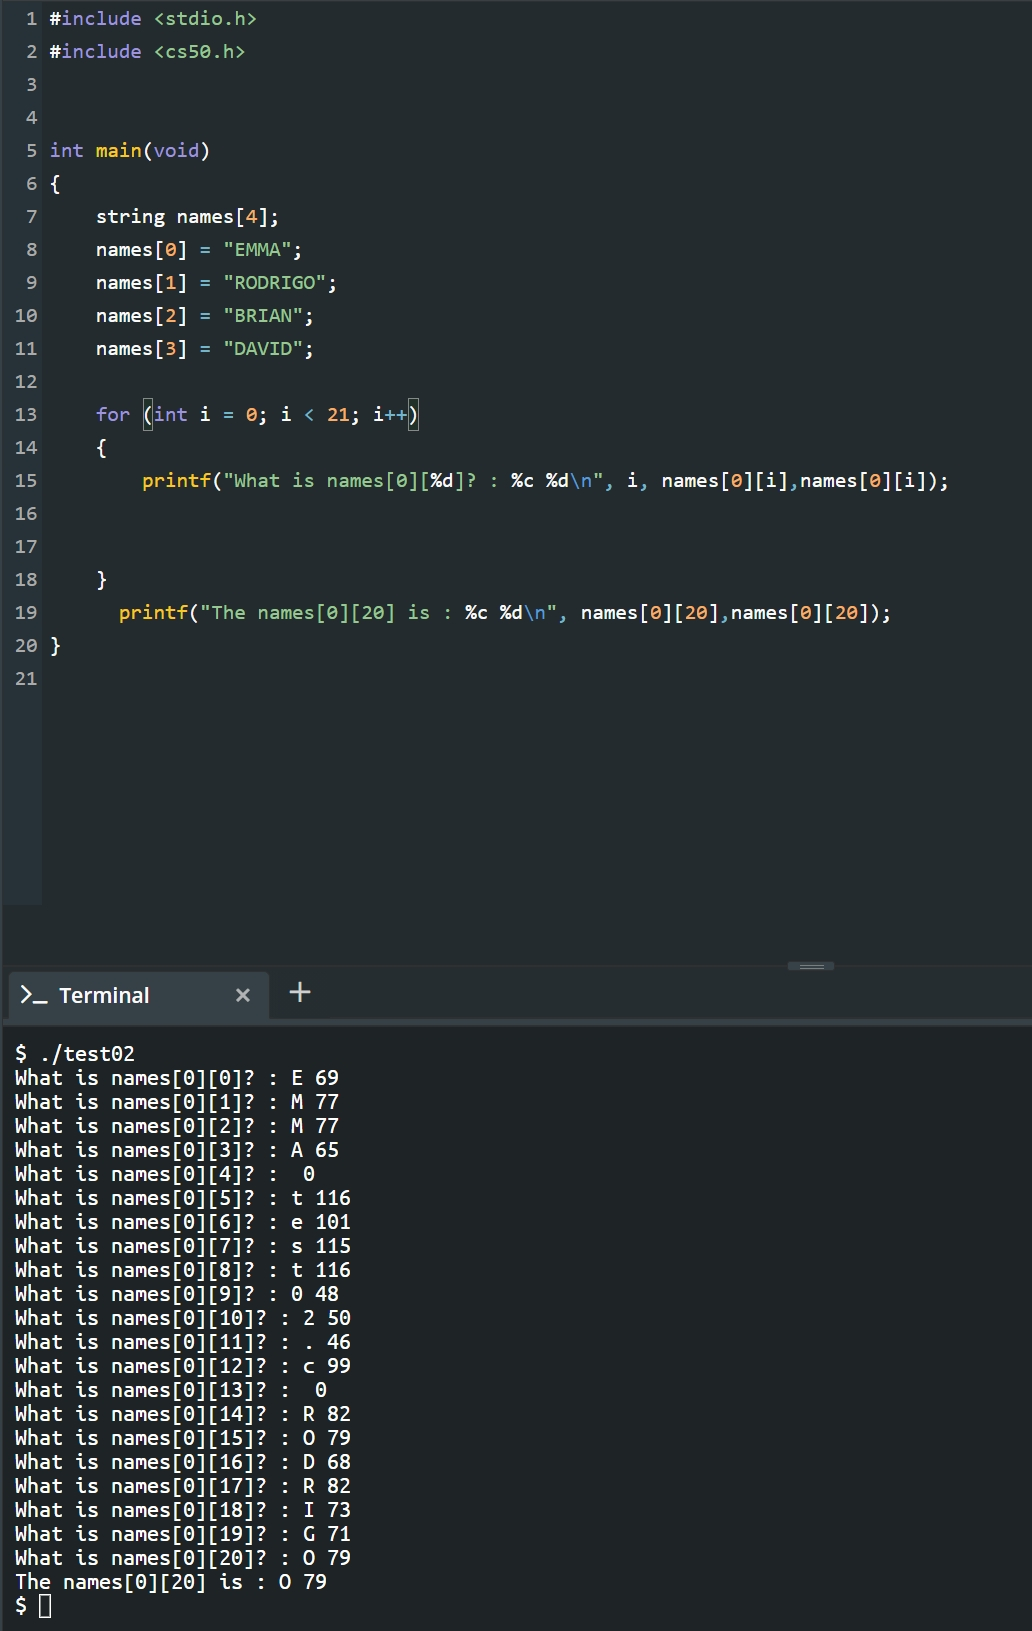 1 #include <stdio.h>
2 #include <cs50.h>
3
4
5 int main(void)
6 {
7     string names[4];
8     names[0] = "EMMA";
9     names[1] = "RODRIGO";
10     names[2] = "BRIAN";
11     names[3] = "DAVID";
12
13     for (int i = 0; i < 21; i++)
14     {
15         printf("What is names[0][%d]? : %c %d\n", i, names[0][i],names[0][i]);
16
17
18     }
19       printf("The names[0][20] is : %c %d\n", names[0][20],names[0][20]);
20 }
21
>_ Terminal × +
$ ./test02
What is names[0][0]? : E 69
What is names[0][1]? : M 77
What is names[0][2]? : M 77
What is names[0][3]? : A 65
What is names[0][4]? :  0
What is names[0][5]? : t 116
What is names[0][6]? : e 101
What is names[0][7]? : s 115
What is names[0][8]? : t 116
What is names[0][9]? : 0 48
What is names[0][10]? : 2 50
What is names[0][11]? : . 46
What is names[0][12]? : c 99
What is names[0][13]? :  0
What is names[0][14]? : R 82
What is names[0][15]? : O 79
What is names[0][16]? : D 68
What is names[0][17]? : R 82
What is names[0][18]? : I 73
What is names[0][19]? : G 71
What is names[0][20]? : O 79
The names[0][20] is : O 79
$